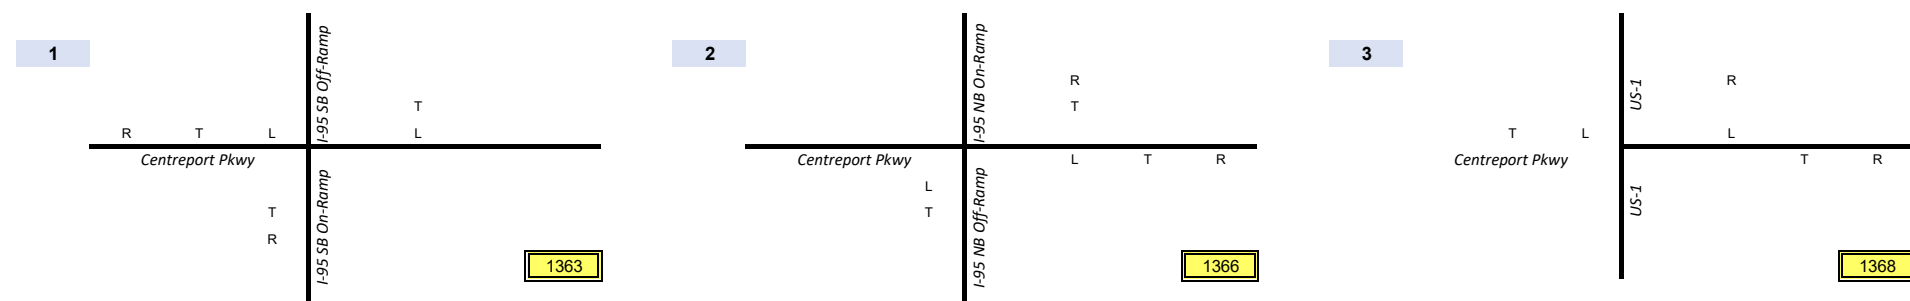 1
I-95 SB Off-Ramp
T
R T L
L
Centreport Pkwy
I-95 SB On-Ramp
T
R
1363
2
I-95 NB On-Ramp
R
T
Centreport Pkwy
L T R
I-95 NB Off-Ramp
L
T
1366
3
US-1
R
T L
L
Centreport Pkwy
T R
US-1
1368